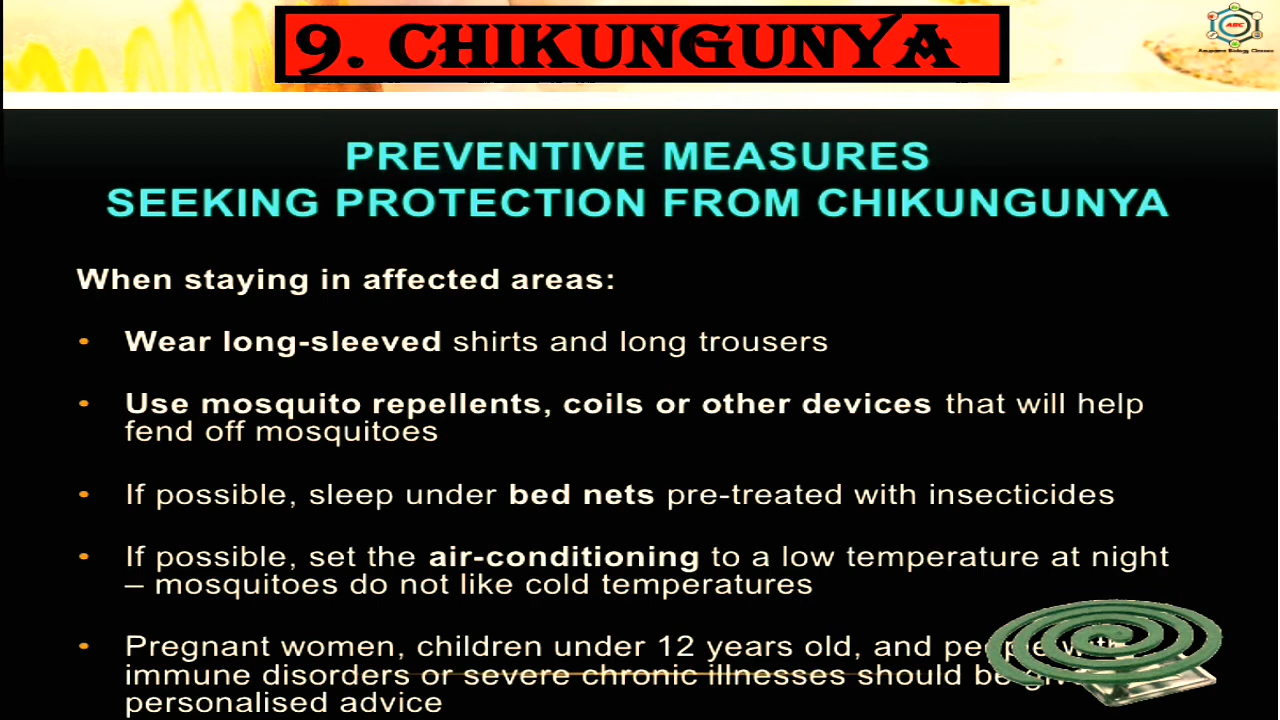 9. CHIKUNGUNYA
ABC
Anupama Biology Classes
PREVENTIVE MEASURES
SEEKING PROTECTION FROM CHIKUNGUNYA
When staying in affected areas:
• Wear long-sleeved shirts and long trousers
• Use mosquito repellents, coils or other devices that will help
fend off mosquitoes
• If possible, sleep under bed nets pre-treated with insecticides
• If possible, set the air-conditioning to a low temperature at night
– mosquitoes do not like cold temperatures
• Pregnant women, children under 12 years old, and people with
immune disorders or severe chronic illnesses should be
personalised advice